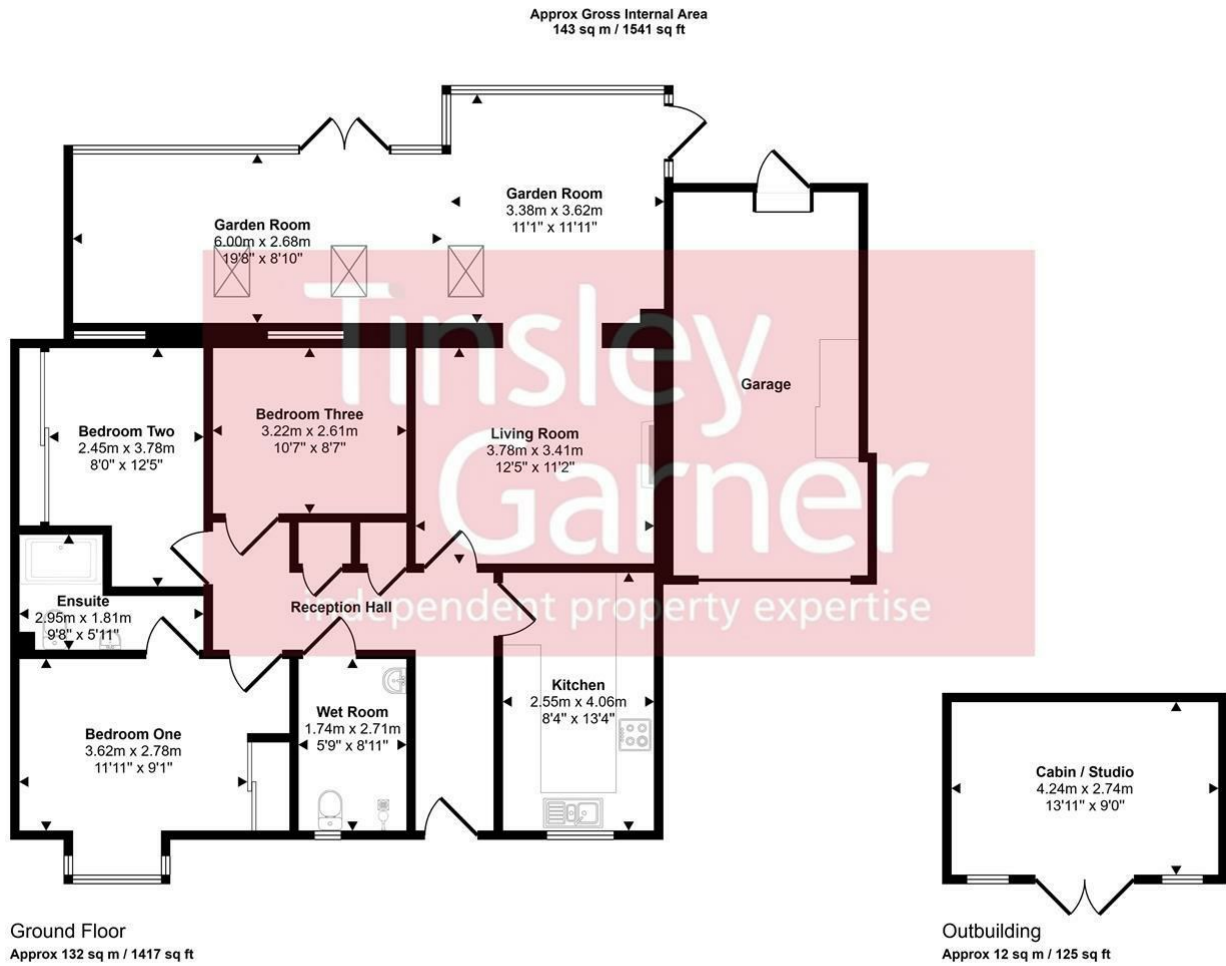 Approx Gross Internal Area
143 sq m / 1541 sq ft
Garden Room
3.38m x 3.62m
11'1" x 11'11"
Garden Room
6.00m x 2.68m
19'8" x 8'10"
Tinsley
Garner
independent property expertise
Garage
Bedroom Two
2.45m x 3.78m
8'0" x 12'5"
Bedroom Three
3.22m x 2.61m
10'7" x 8'7"
Living Room
3.78m x 3.41m
12'5" x 11'2"
Ensuite
2.95m x 1.81m
9'8" x 5'11"
Reception Hall
Bedroom One
3.62m x 2.78m
11'11" x 9'1"
Wet Room
1.74m x 2.71m
5'9" x 8'11"
Kitchen
2.55m x 4.06m
8'4" x 13'4"
Cabin / Studio
4.24m x 2.74m
13'11" x 9'0"
Ground Floor
Approx 132 sq m / 1417 sq ft
Outbuilding
Approx 12 sq m / 125 sq ft